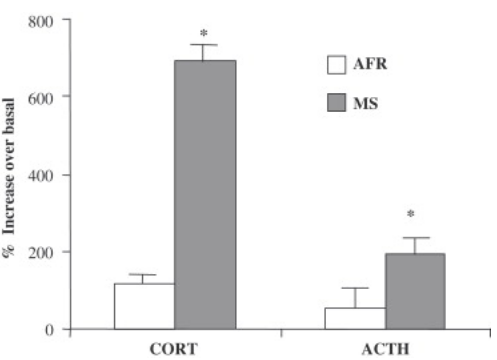 % Increase over basal
800
600
400
200
0
*
*
AFR
MS
CORT
ACTH